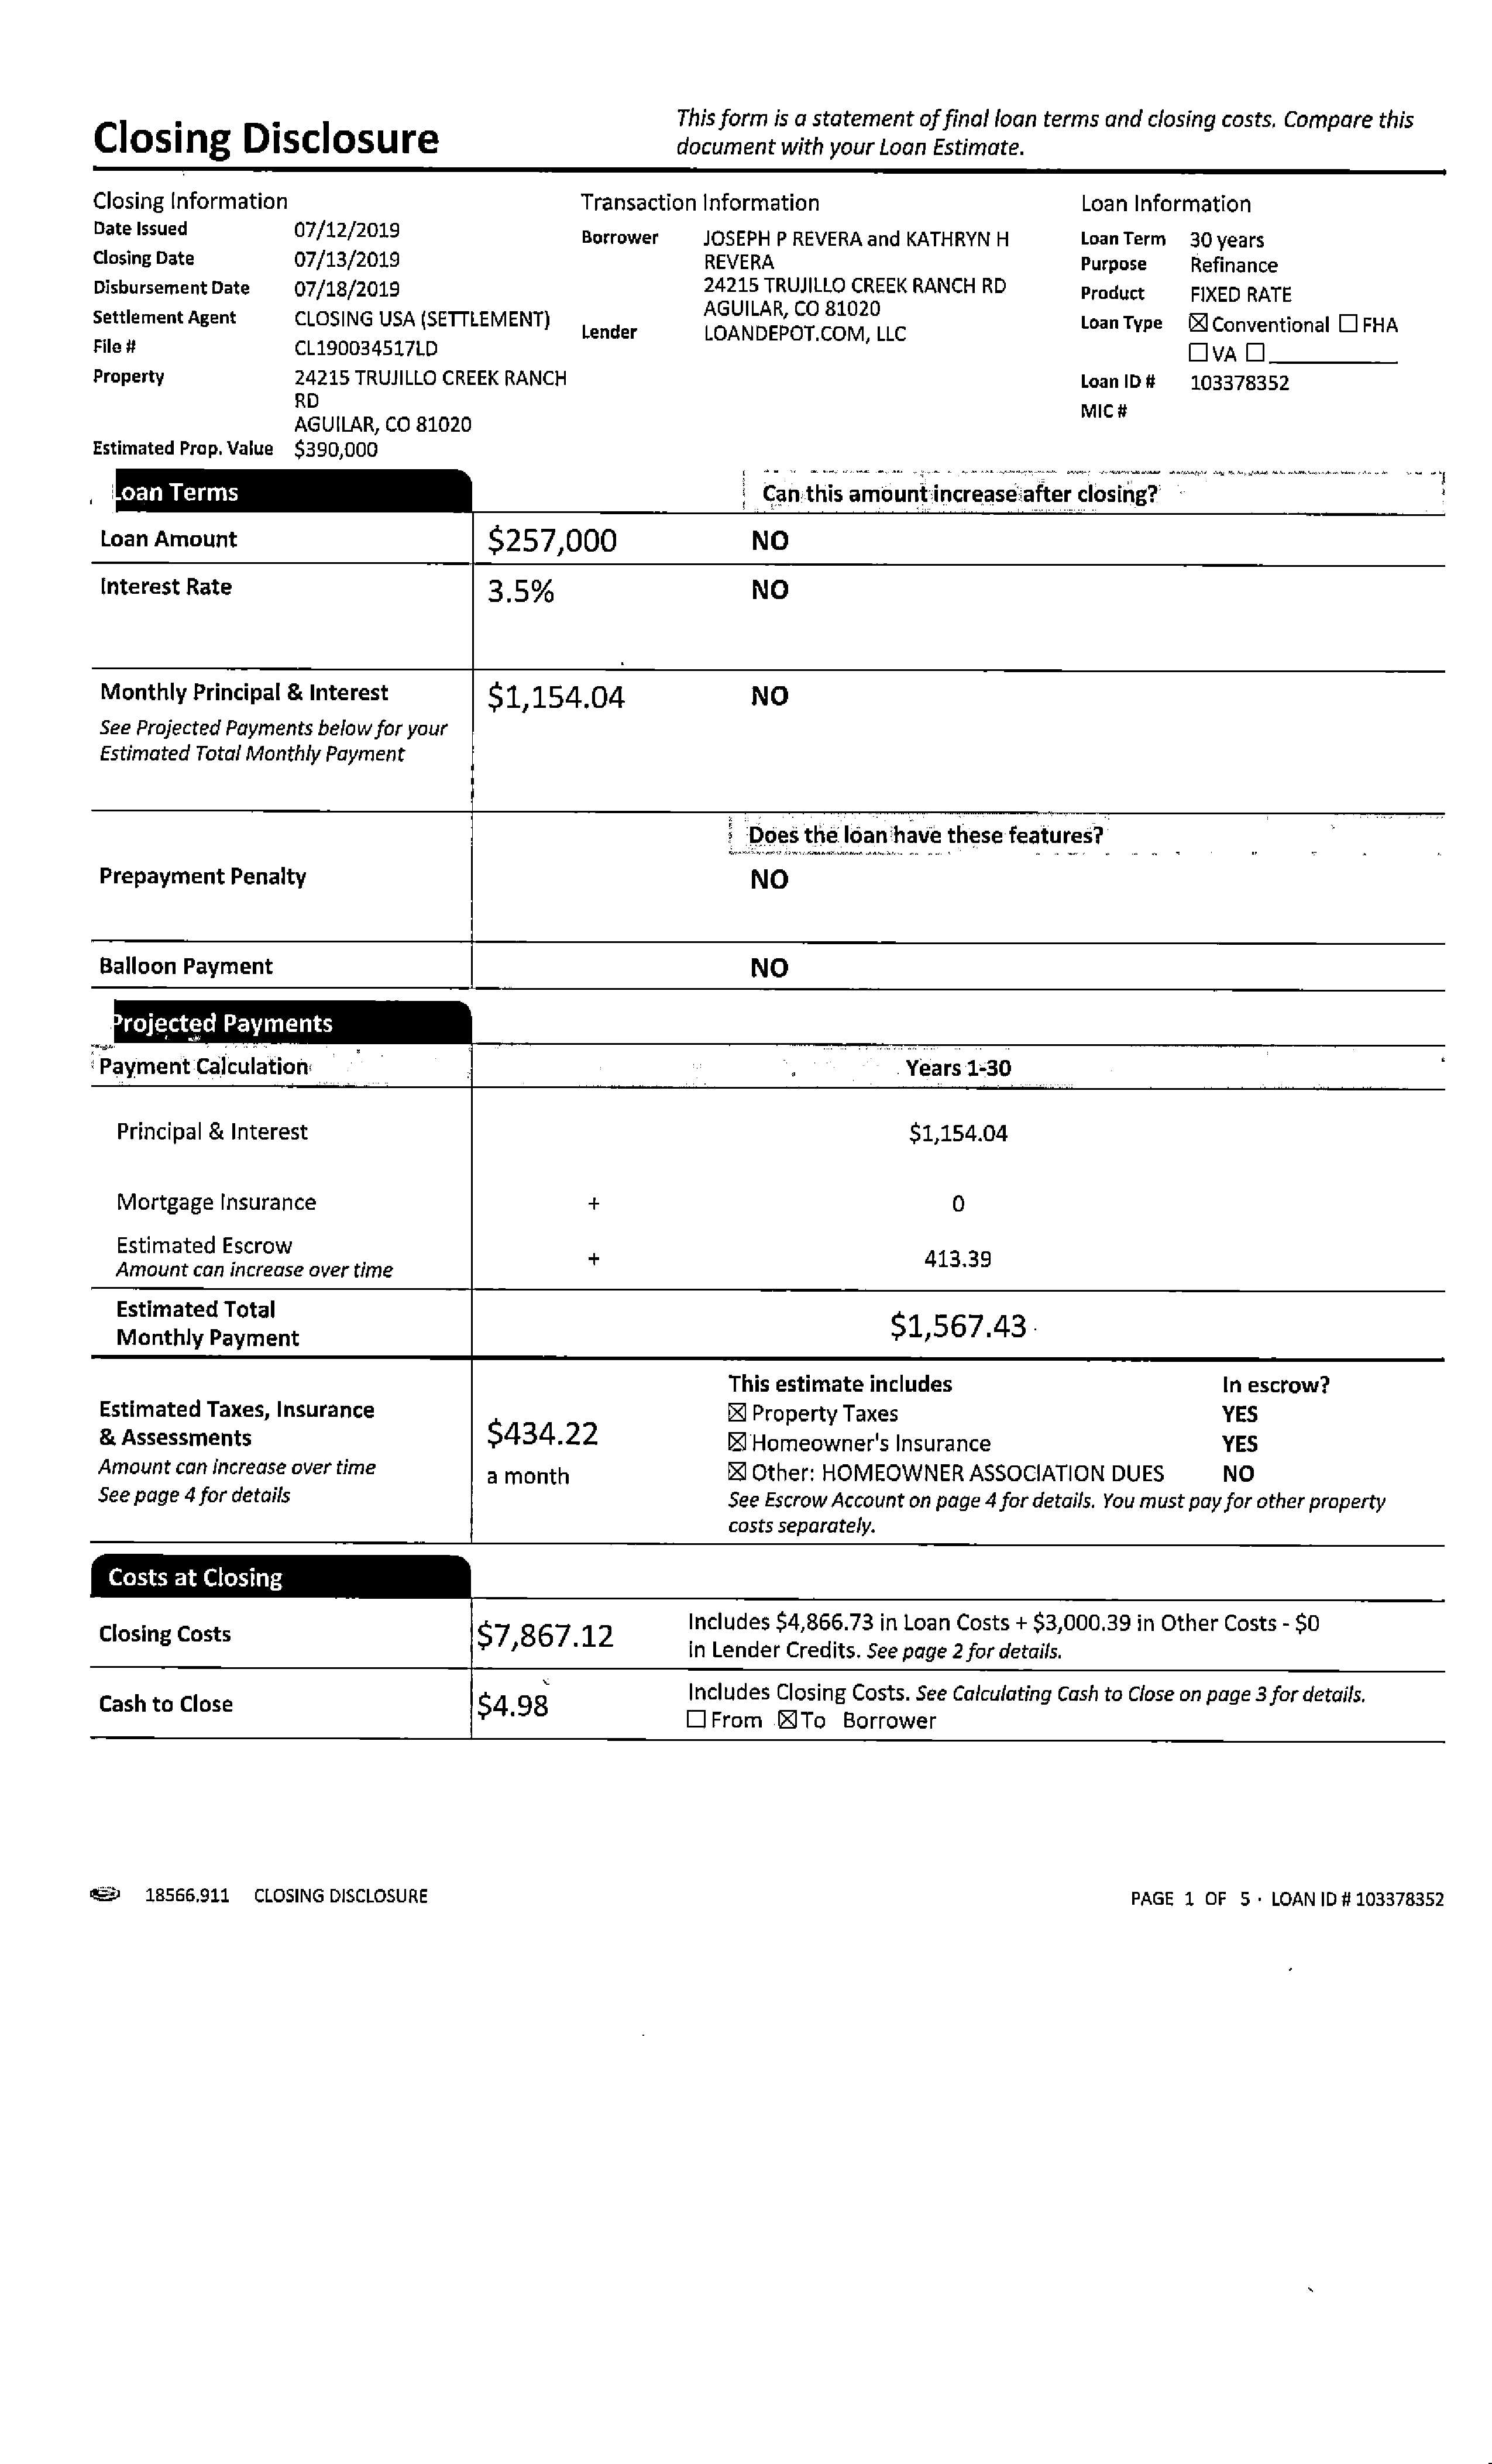 Closing Disclosure
This form is a statement of final loan terms and closing costs. Compare this
document with your Loan Estimate.
Closing Information
Date Issued 07/12/2019
Closing Date 07/13/2019
Disbursement Date 07/18/2019
Settlement Agent CLOSING USA (SETTLEMENT)
File # CL190034517LD
Property 24215 TRUJILLO CREEK RANCH
RD
AGUILAR, CO 81020
Estimated Prop. Value $390,000
Transaction Information
Borrower JOSEPH P REVERA and KATHRYN H
REVERA
24215 TRUJILLO CREEK RANCH RD
AGUILAR, CO 81020
Lender LOANDEPOT.COM, LLC
Loan Information
Loan Term 30 years
Purpose Refinance
Product FIXED RATE
Loan Type ☒ Conventional ☐ FHA
☐ VA ☐ ____________
Loan ID # 103378352
MIC #
Loan Terms Can this amount increase after closing?
Loan Amount $257,000 NO
Interest Rate 3.5% NO
Monthly Principal & Interest $1,154.04 NO
See Projected Payments below for your
Estimated Total Monthly Payment
Does the loan have these features?
Prepayment Penalty NO
Balloon Payment NO
Projected Payments
Payment Calculation Years 1-30
Principal & Interest $1,154.04
Mortgage Insurance + 0
Estimated Escrow
Amount can increase over time + 413.39
Estimated Total
Monthly Payment $1,567.43
Estimated Taxes, Insurance
& Assessments
Amount can increase over time
See page 4 for details
$434.22
a month
This estimate includes In escrow?
☒ Property Taxes YES
☒ Homeowner's Insurance YES
☒ Other: HOMEOWNER ASSOCIATION DUES NO
See Escrow Account on page 4 for details. You must pay for other property
costs separately.
Costs at Closing
Closing Costs $7,867.12 Includes $4,866.73 in Loan Costs + $3,000.39 in Other Costs - $0
in Lender Credits. See page 2 for details.
Cash to Close $4.98 Includes Closing Costs. See Calculating Cash to Close on page 3 for details.
☐ From ☒ To Borrower
18566.911 CLOSING DISCLOSURE PAGE 1 OF 5 · LOAN ID # 103378352